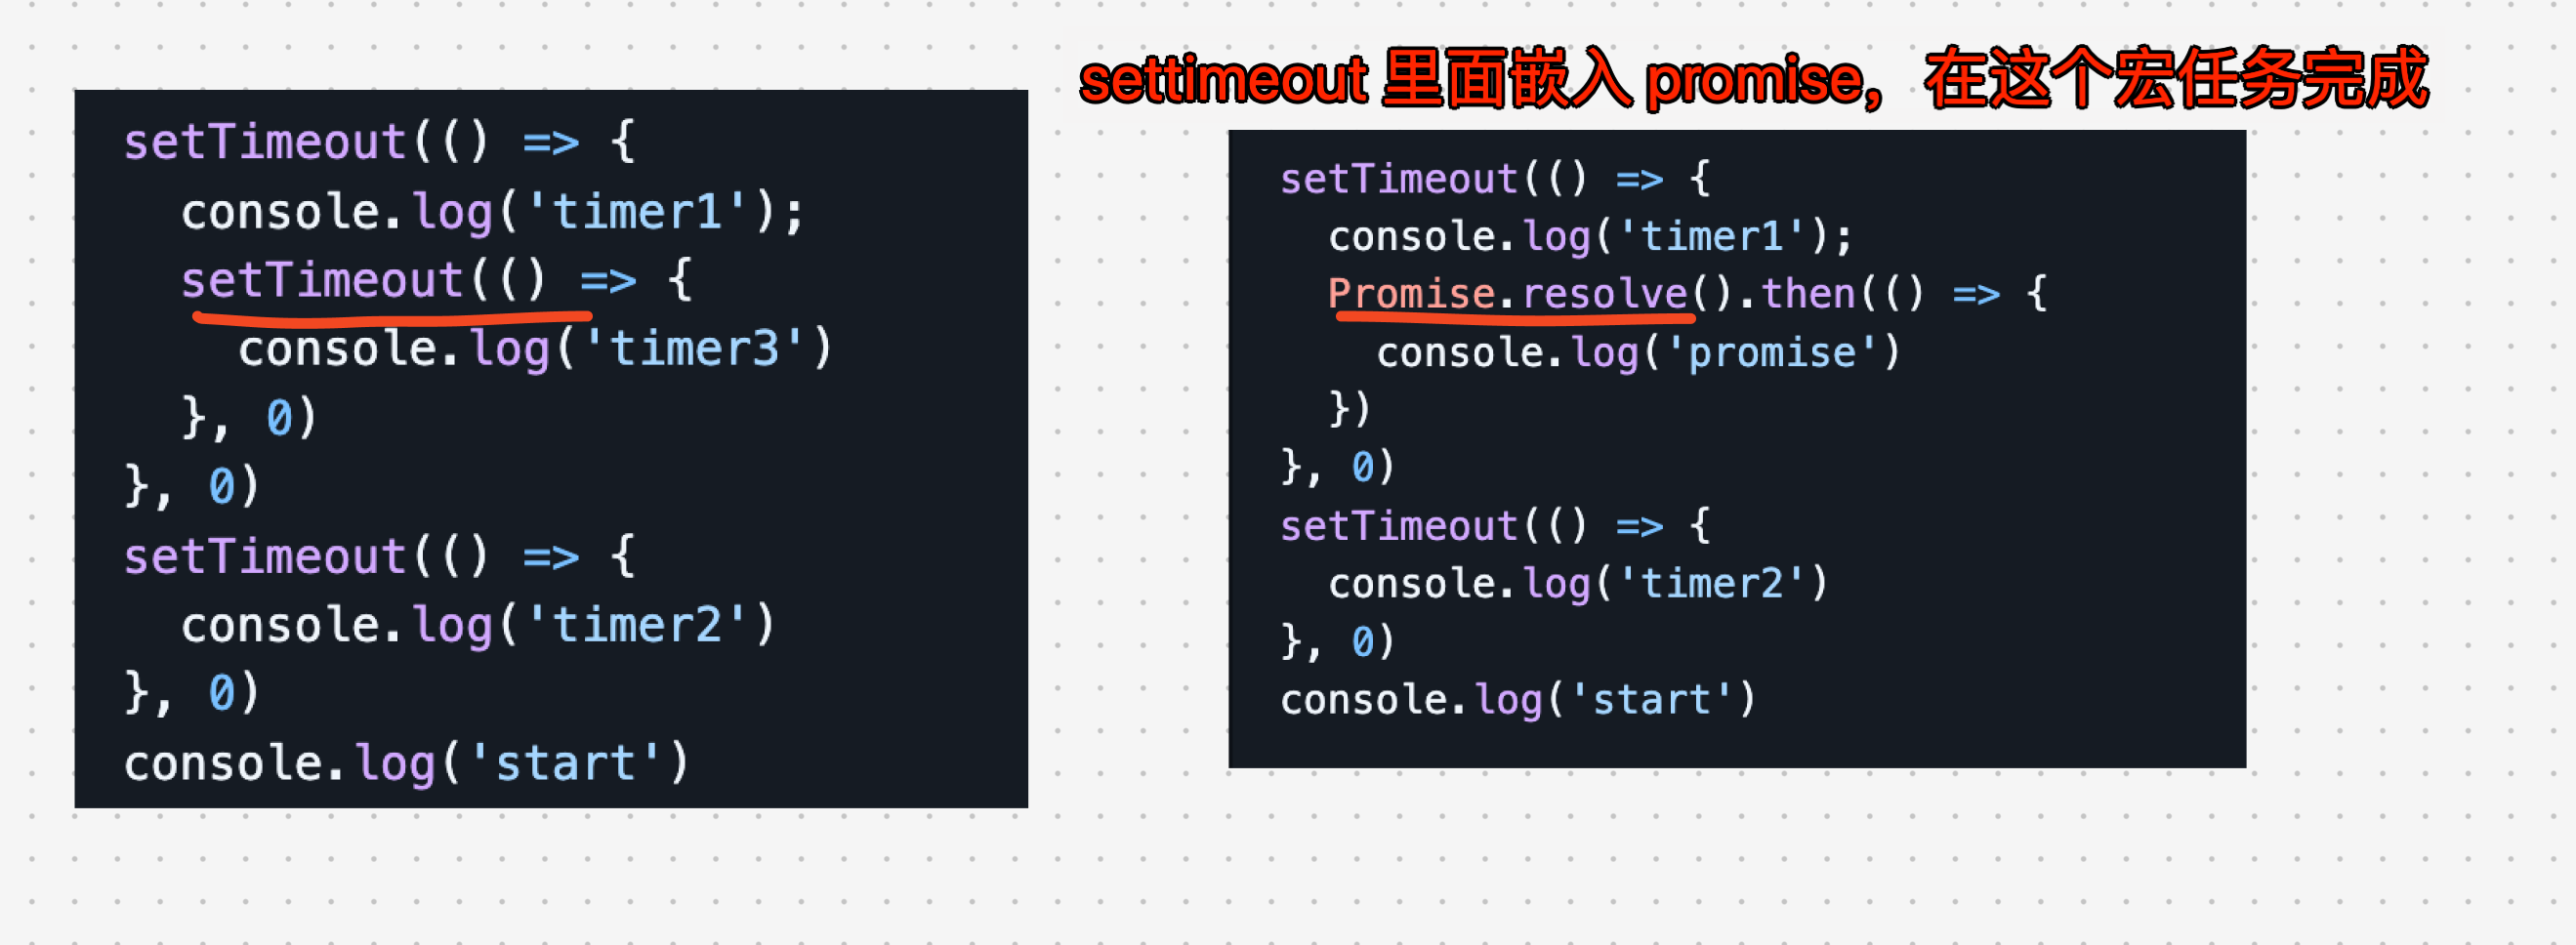 settimeout 里面嵌入 promise，在这个宏任务完成
setTimeout(() => {
console.log('timer1');
setTimeout(() => {
console.log('timer3')
}, 0)
}, 0)
setTimeout(() => {
console.log('timer2')
}, 0)
console.log('start')
setTimeout(() => {
console.log('timer1');
Promise.resolve().then(() => {
console.log('promise')
})
}, 0)
setTimeout(() => {
console.log('timer2')
}, 0)
console.log('start')